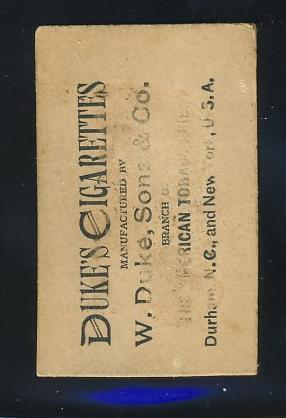 DUKE'S CIGARETTES
MANUFACTURED BY
W. Duke, Sons & Co.
BRANCH
AMERICAN TOBACCO
Durham, N.C., and New York, U.S.A.